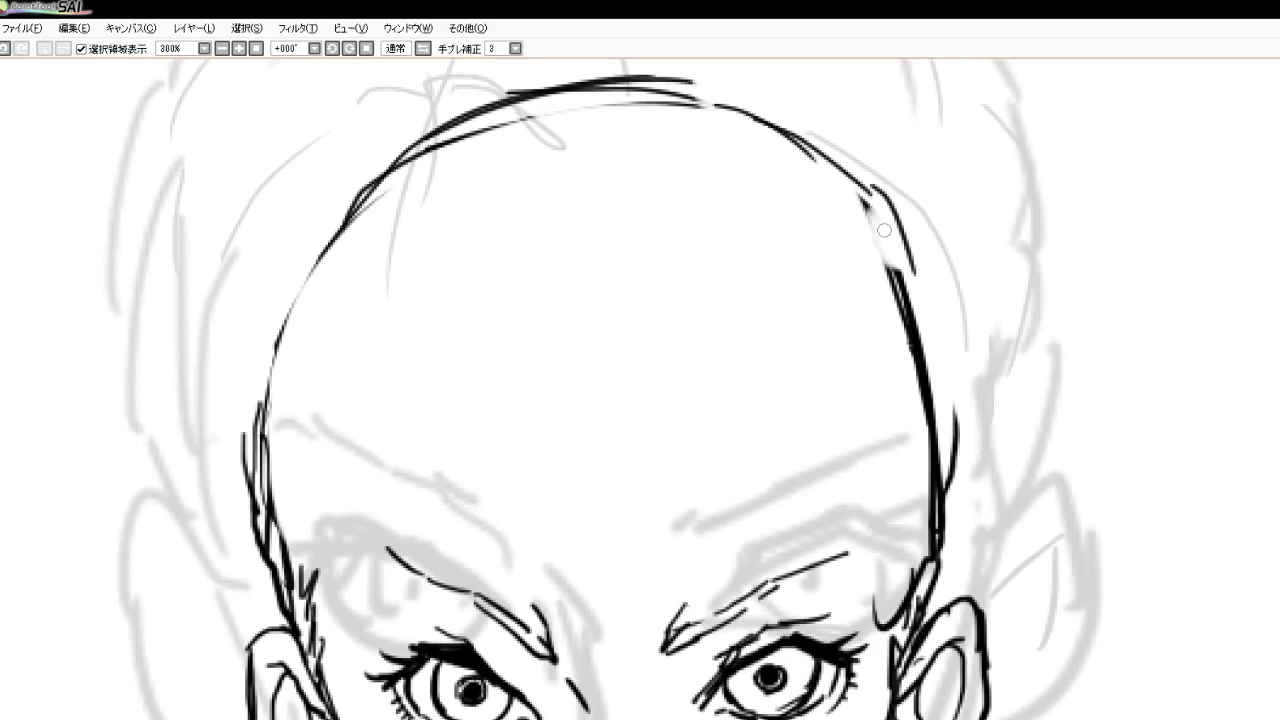 PaintTool SAI
ファイル(F) 編集(E) キャンバス(C) レイヤー(L) 選択(S) フィルタ(T) ビュー(V) ウィンドウ(W) その他(O)
選択領域表示 300% +000° 通常 手ブレ補正 3